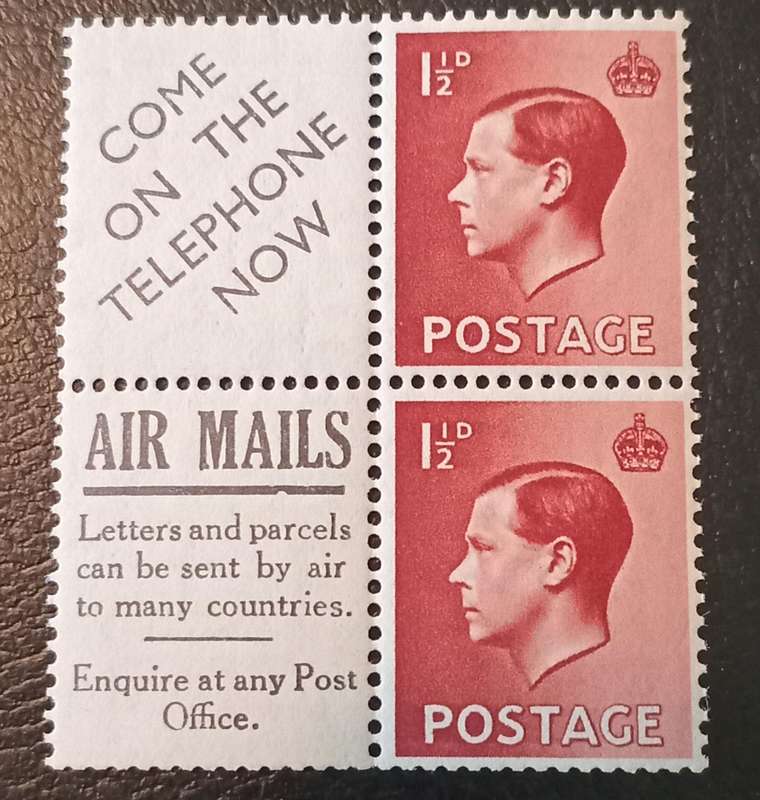 COME
ON THE
TELEPHONE
NOW
1½D
POSTAGE
AIR MAILS
Letters and parcels
can be sent by air
to many countries.
Enquire at any Post
Office.
1½D
POSTAGE